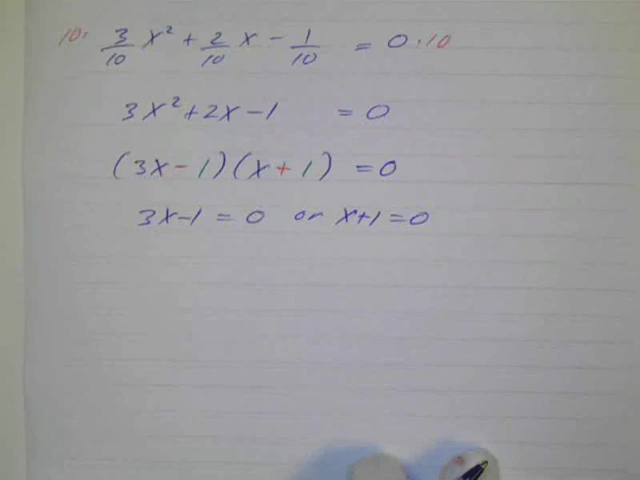 10· 3/10 x² + 2/10 x - 1/10 = 0 · 10
3x² + 2x - 1 = 0
(3x - 1)(x + 1) = 0
3x - 1 = 0 or x + 1 = 0